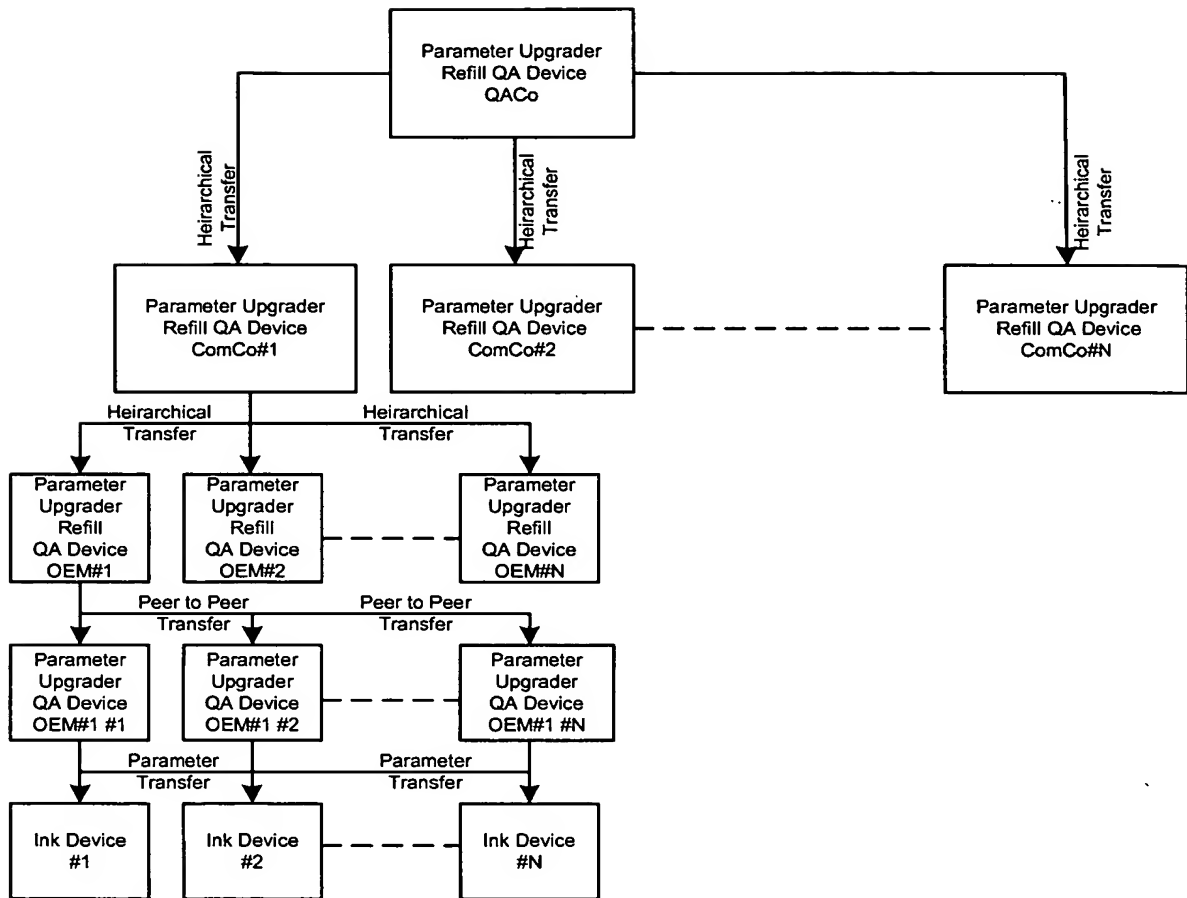 Parameter Upgrader
Refill QA Device
QACo
Heirarchical
Transfer
Heirarchical
Transfer
Heirarchical
Transfer
Parameter Upgrader
Refill QA Device
ComCo#1
Parameter Upgrader
Refill QA Device
ComCo#2
Parameter Upgrader
Refill QA Device
ComCo#N
Heirarchical
Transfer
Heirarchical
Transfer
Parameter
Upgrader
Refill
QA Device
OEM#1
Parameter
Upgrader
Refill
QA Device
OEM#2
Parameter
Upgrader
Refill
QA Device
OEM#N
Peer to Peer
Transfer
Peer to Peer
Transfer
Parameter
Upgrader
QA Device
OEM#1 #1
Parameter
Upgrader
QA Device
OEM#1 #2
Parameter
Upgrader
QA Device
OEM#1 #N
Parameter
Transfer
Parameter
Transfer
Ink Device
#1
Ink Device
#2
Ink Device
#N